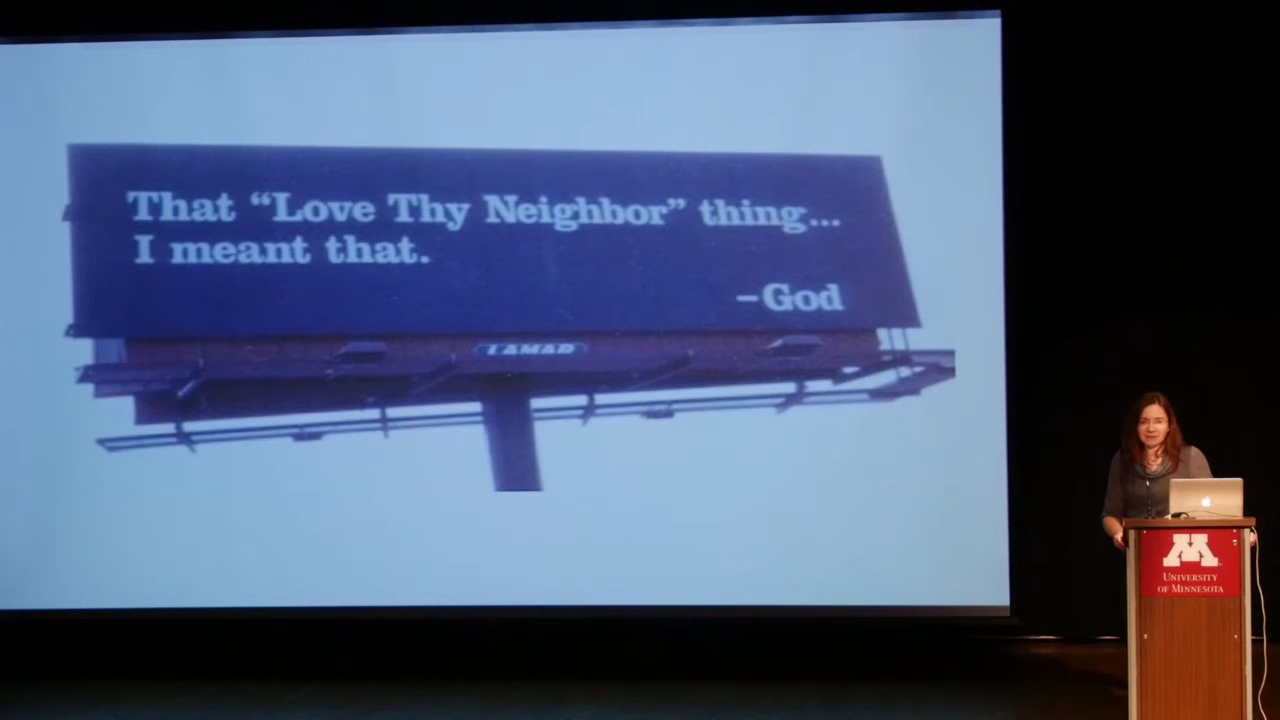 That “Love Thy Neighbor” thing...
I meant that.
–God
LAMAR
M
UNIVERSITY
OF MINNESOTA